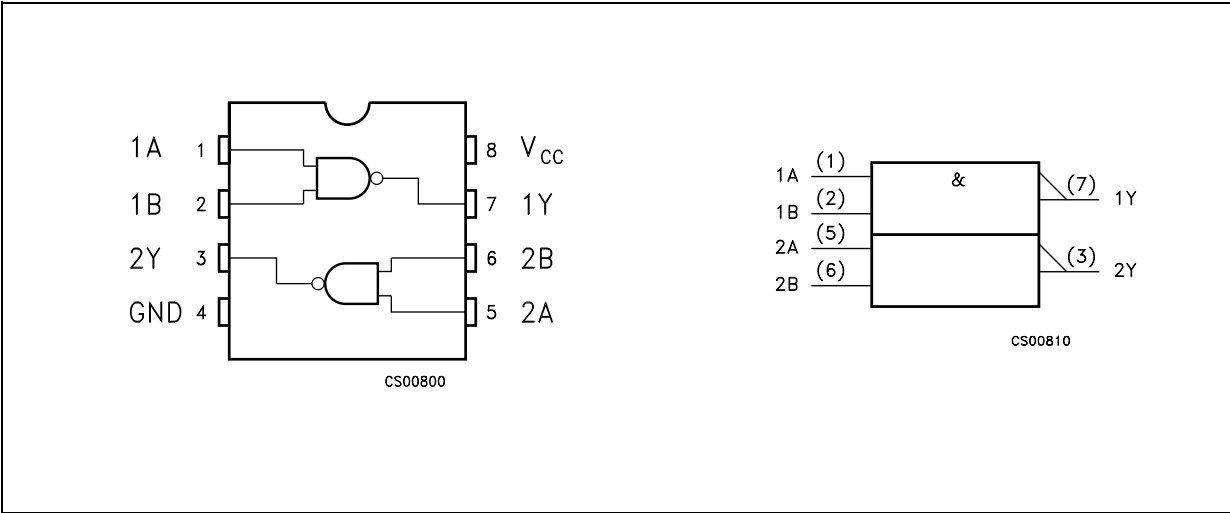 1A 1 8 VCC
1B 2 7 1Y
2Y 3 6 2B
GND 4 5 2A
CS00800
&
1A (1) (7) 1Y
1B (2)
2A (5) (3) 2Y
2B (6)
CS00810